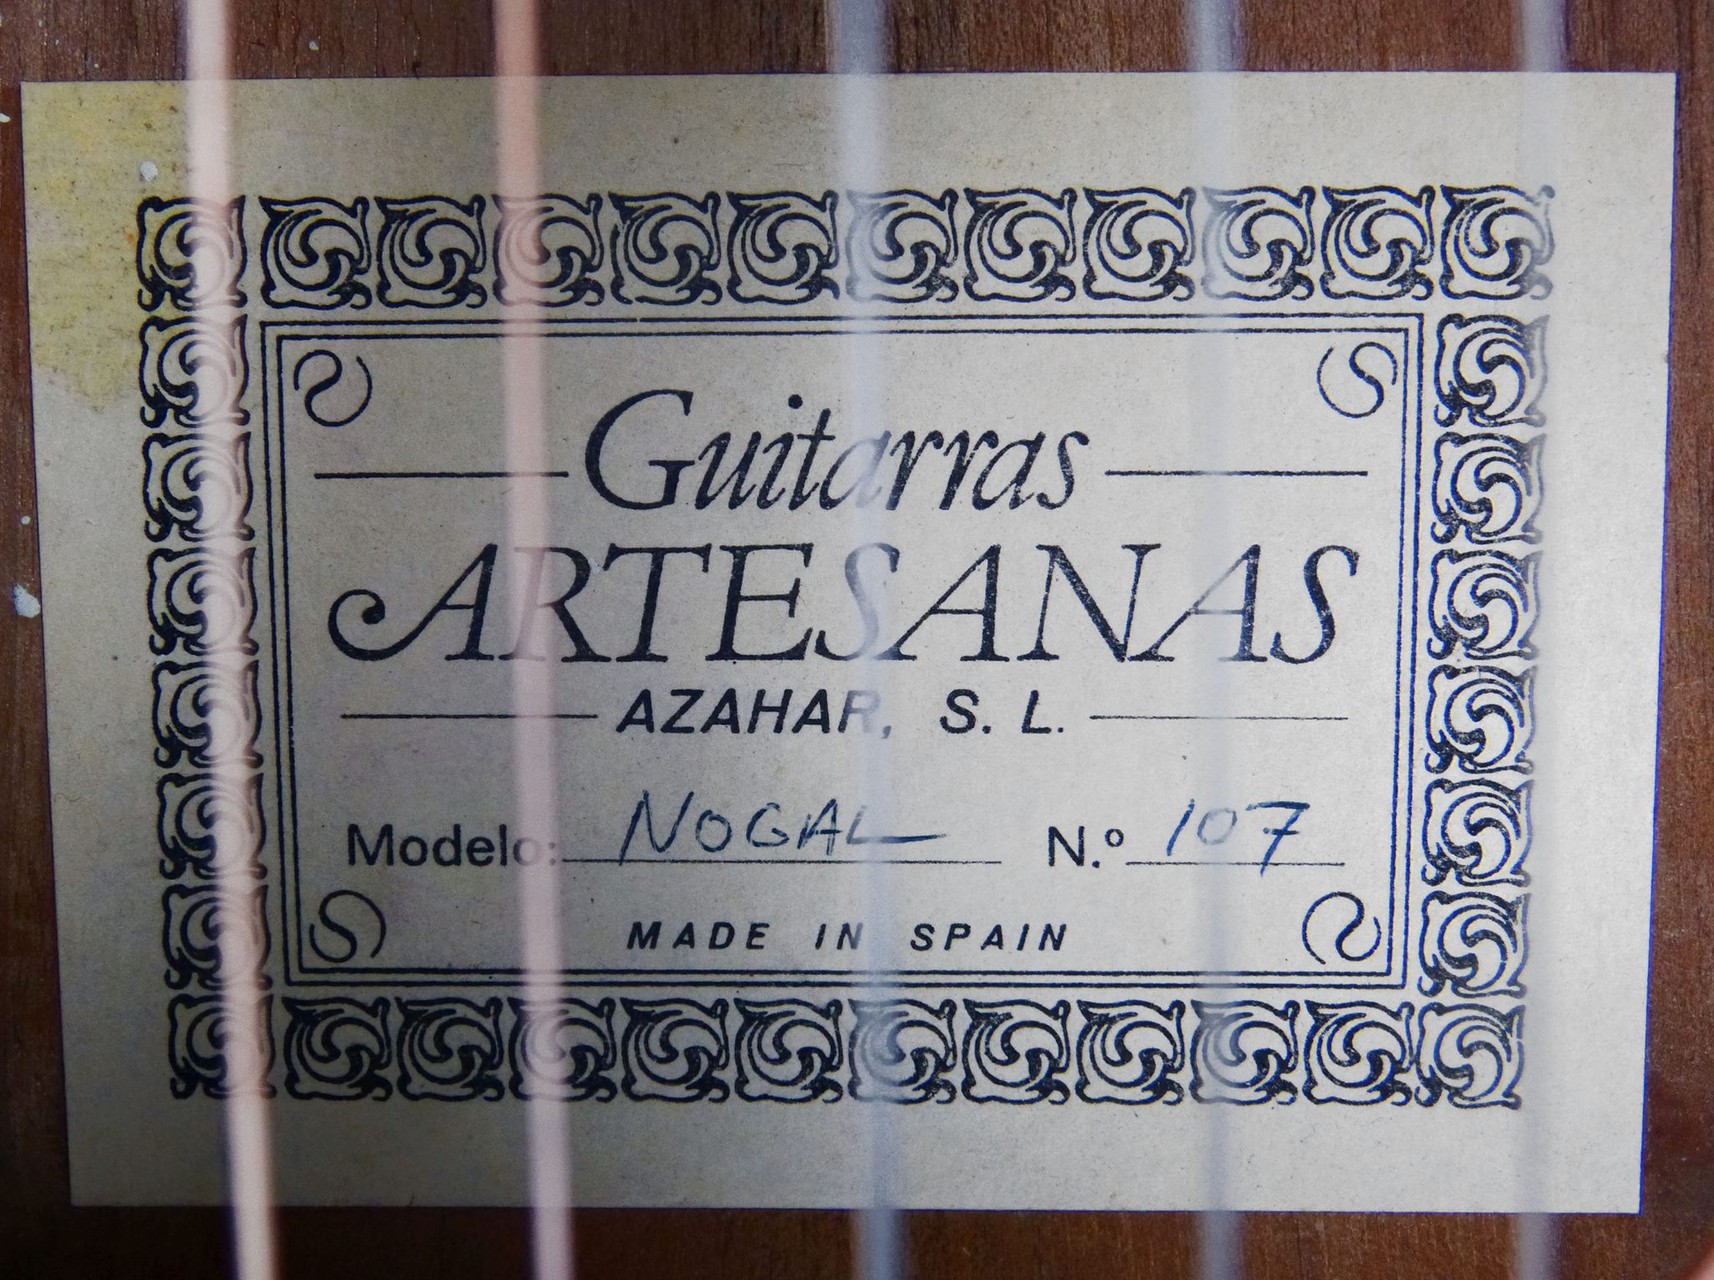 Guitarras
ARTESANAS
AZAHAR, S. L.
Modelo: NOGAL N.º 107
MADE IN SPAIN